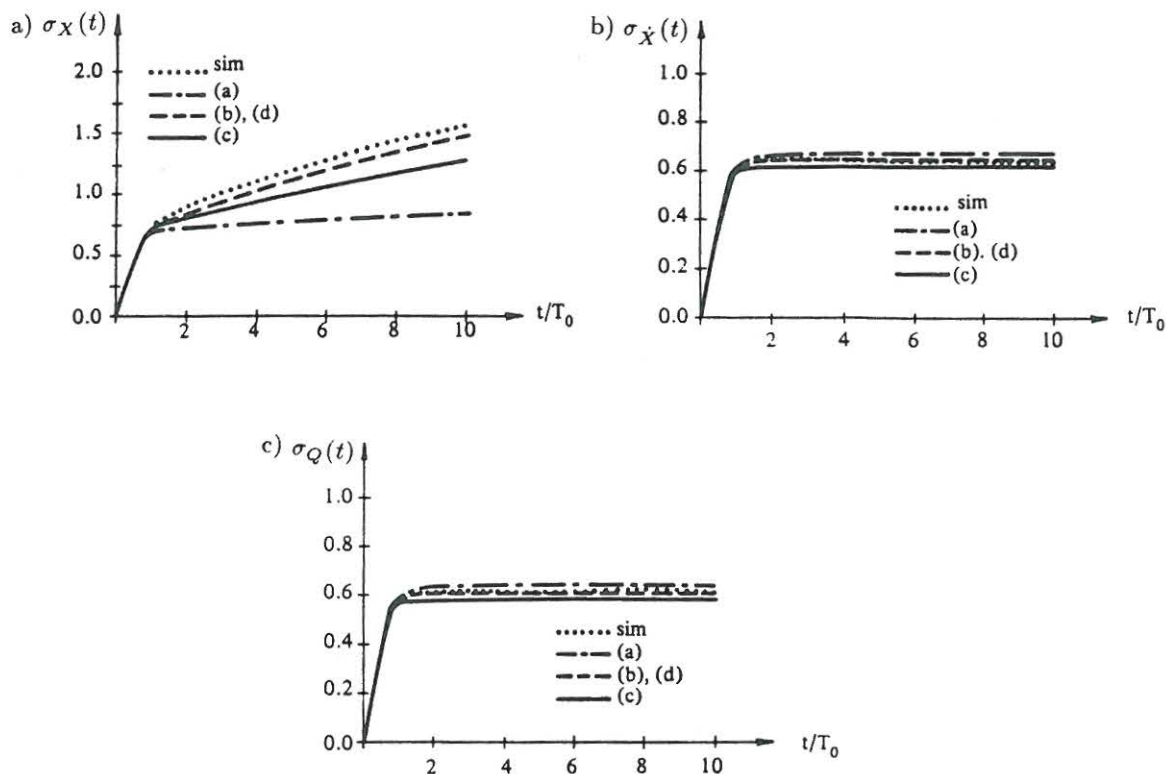 a) σ_X(t)
2.0
1.5
1.0
0.5
0.0
sim
(a)
(b), (d)
(c)
2 4 6 8 10
t/T_0
b) σ_Ẋ(t)
1.0
0.8
0.6
0.4
0.2
0.0
sim
(a)
(b). (d)
(c)
2 4 6 8 10
t/T_0
c) σ_Q(t)
1.0
0.8
0.6
0.4
0.2
0.0
sim
(a)
(b), (d)
(c)
2 4 6 8 10
t/T_0